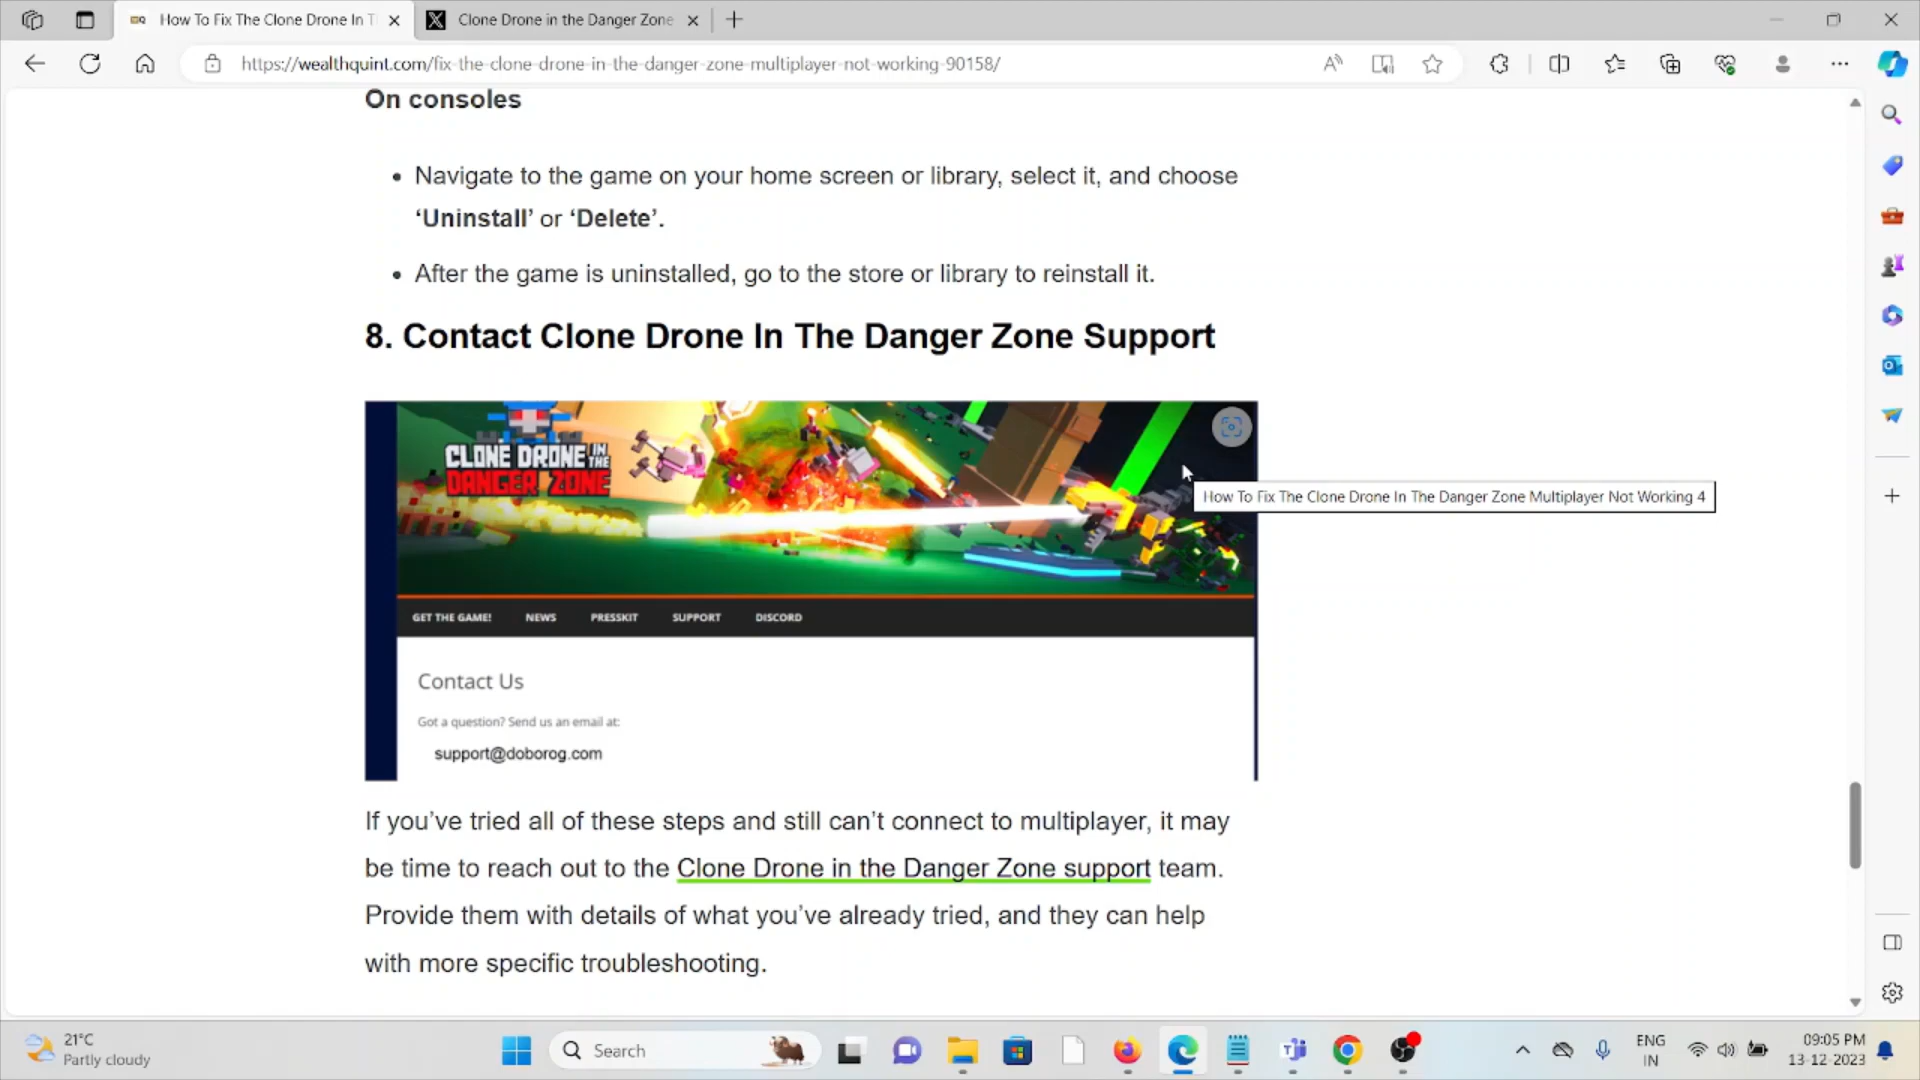 How To Fix The Clone Drone In T
Clone Drone in the Danger Zone
https://wealthquint.com/fix-the-clone-drone-in-the-danger-zone-multiplayer-not-working-90158/
On consoles
Navigate to the game on your home screen or library, select it, and choose
‘Uninstall’ or ‘Delete’.
After the game is uninstalled, go to the store or library to reinstall it.
8. Contact Clone Drone In The Danger Zone Support
CLONE DRONE IN THE
DANGER ZONE
How To Fix The Clone Drone In The Danger Zone Multiplayer Not Working 4
GET THE GAME! NEWS PRESSKIT SUPPORT DISCORD
Contact Us
Got a question? Send us an email at:
support@doborog.com
If you’ve tried all of these steps and still can’t connect to multiplayer, it may
be time to reach out to the Clone Drone in the Danger Zone support team.
Provide them with details of what you’ve already tried, and they can help
with more specific troubleshooting.
21°C
Partly cloudy
Search
ENG
IN
09:05 PM
13-12-2023